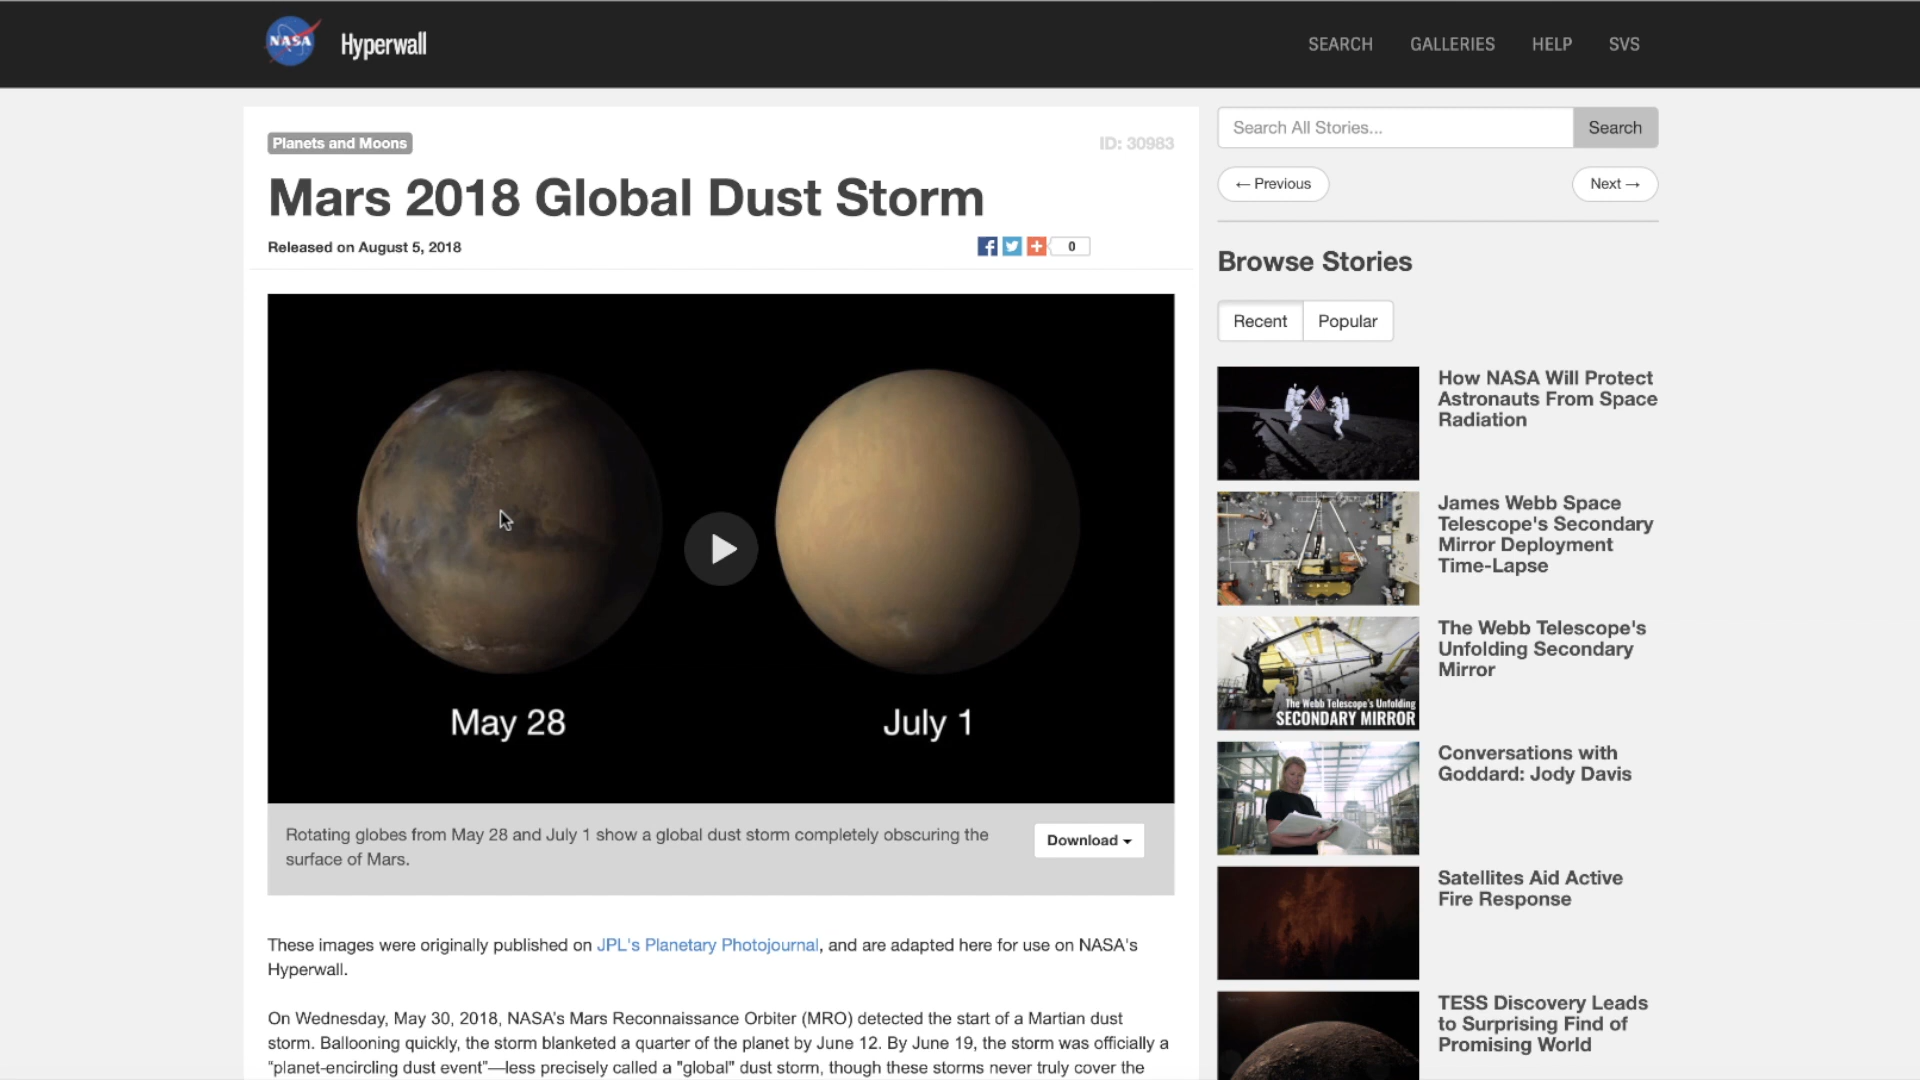 NASA
Hyperwall
SEARCH
GALLERIES
HELP
SVS
Planets and Moons
ID: 30983
Mars 2018 Global Dust Storm
Released on August 5, 2018
0
May 28
July 1
Rotating globes from May 28 and July 1 show a global dust storm completely obscuring the
surface of Mars.
Download
These images were originally published on JPL's Planetary Photojournal, and are adapted here for use on NASA's
Hyperwall.
On Wednesday, May 30, 2018, NASA's Mars Reconnaissance Orbiter (MRO) detected the start of a Martian dust
storm. Ballooning quickly, the storm blanketed a quarter of the planet by June 12. By June 19, the storm was officially a
"planet-encircling dust event"—less precisely called a "global" dust storm, though these storms never truly cover the
Search All Stories...
Search
← Previous
Next →
Browse Stories
Recent
Popular
How NASA Will Protect
Astronauts From Space
Radiation
James Webb Space
Telescope's Secondary
Mirror Deployment
Time-Lapse
The Webb Telescope's Unfolding
SECONDARY MIRROR
The Webb Telescope's
Unfolding Secondary
Mirror
Conversations with
Goddard: Jody Davis
Satellites Aid Active
Fire Response
TESS Discovery Leads
to Surprising Find of
Promising World